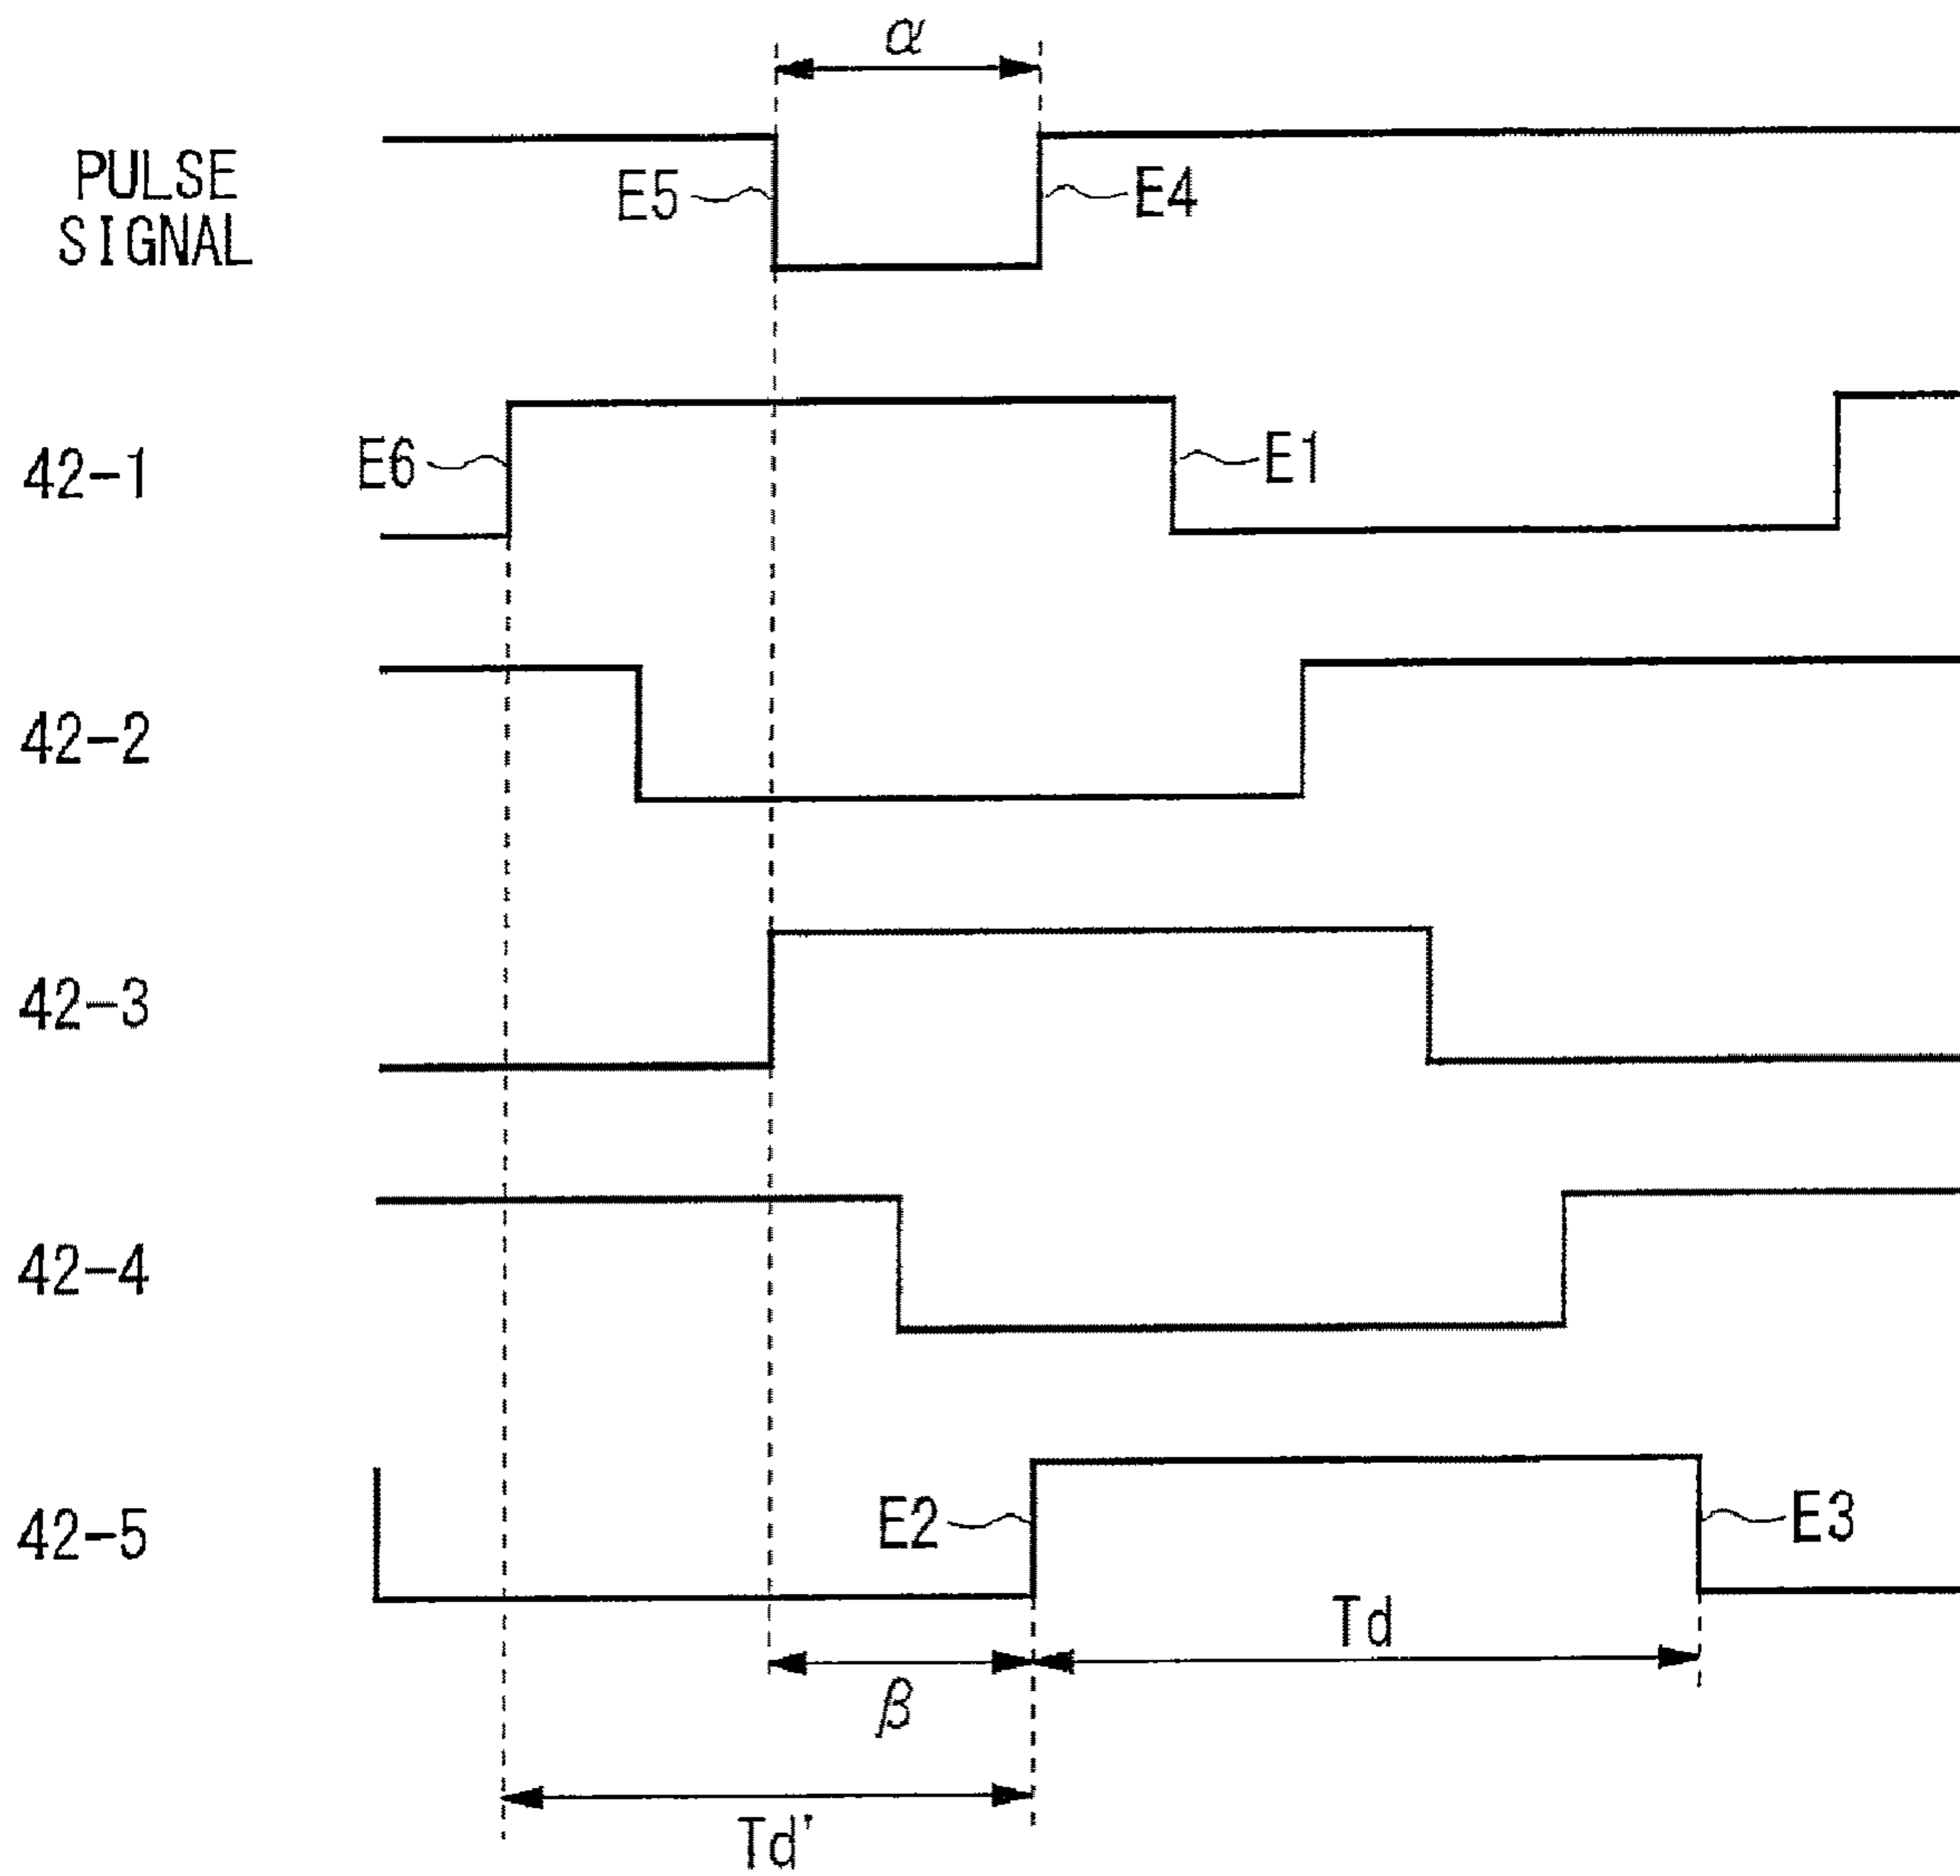 α
PULSE
SIGNAL
E5
E4
42-1
E6
E1
42-2
42-3
42-4
42-5
E2
E3
Td
β
Td'